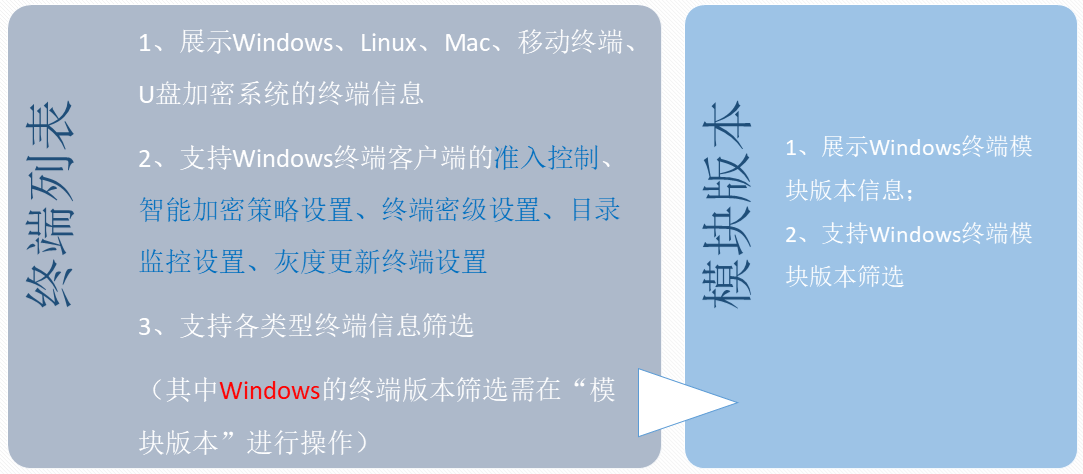 终端列表
1、展示Windows、Linux、Mac、移动终端、
U盘加密系统的终端信息
2、支持Windows终端客户端的准入控制、
智能加密策略设置、终端密级设置、目录
监控设置、灰度更新终端设置
3、支持各类型终端信息筛选
（其中Windows的终端版本筛选需在“模
块版本”进行操作）
模块版本
1、展示Windows终端模
块版本信息；
2、支持Windows终端模
块版本筛选